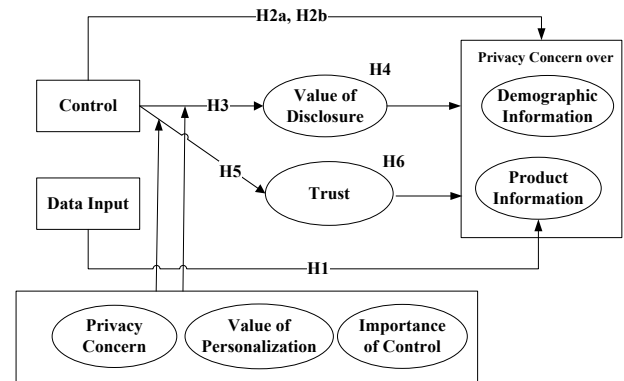 H2a, H2b
Privacy Concern over
H4
Control
H3
Value of
Disclosure
Demographic
Information
H5
H6
Data Input
Trust
Product
Information
H1
Privacy
Concern
Value of
Personalization
Importance
of Control